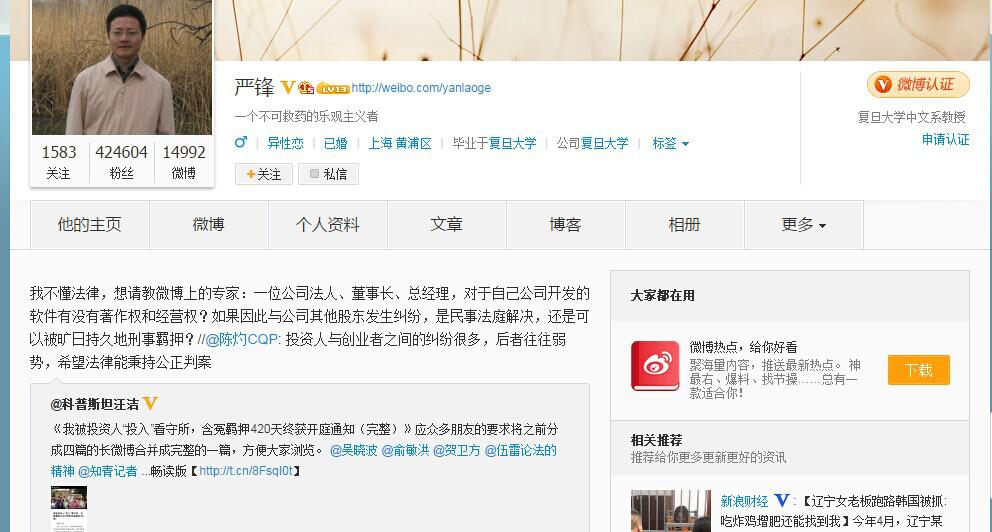 严锋 V LV13 http://weibo.com/yanlaoge
一个不可救药的乐观主义者
♂ | 异性恋 | 已婚 | 上海 黄浦区 | 毕业于复旦大学 | 公司复旦大学 | 标签
+关注 私信
1583 424604 14992
关注 粉丝 微博
V 微博认证
复旦大学中文系教授
申请认证
他的主页 微博 个人资料 文章 博客 相册 更多
我不懂法律，想请教微博上的专家：一位公司法人、董事长、总经理，对于自己公司开发的
软件有没有著作权和经营权？如果因此与公司其他股东发生纠纷，是民事法庭解决，还是可
以被旷日持久地刑事羁押？//@陈灼CQP: 投资人与创业者之间的纠纷很多，后者往往弱
势，希望法律能秉持公正判案
@科普斯坦汪洁 V
《我被投资人“投入”看守所，含冤羁押420天终获开庭通知（完整）》应众多朋友的要求将之前分
成四篇的长微博合并成完整的一篇，方便大家浏览。 @吴晓波 @俞敏洪 @贺卫方 @伍雷论法的
精神 @知青记者 ...畅读版【http://t.cn/8FsqI0t】
大家都在用
微博热点，给你好看
聚海量内容，推送最新热点。 神
最右、爆料、找节操……总有一
款适合你！
下载
相关推荐
推荐给你更多更新更好的资讯
新浪财经 V：【辽宁女老板跑路韩国被抓：
吃炸鸡增肥还能找到我】今年4月，辽宁某